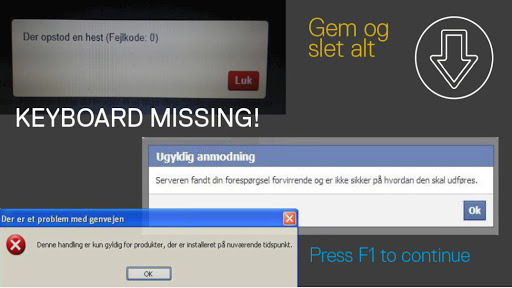 Der opstod en hest (Fejlkode: 0)
Luk
Gem og
slet alt
KEYBOARD MISSING!
Ugyldig anmodning
Serveren fandt din forespørgsel forvirrende og er ikke sikker på hvordan den skal udføres.
Ok
Der er et problem med genvejen
Denne handling er kun gyldig for produkter, der er installeret på nuværende tidspunkt.
OK
Press F1 to continue